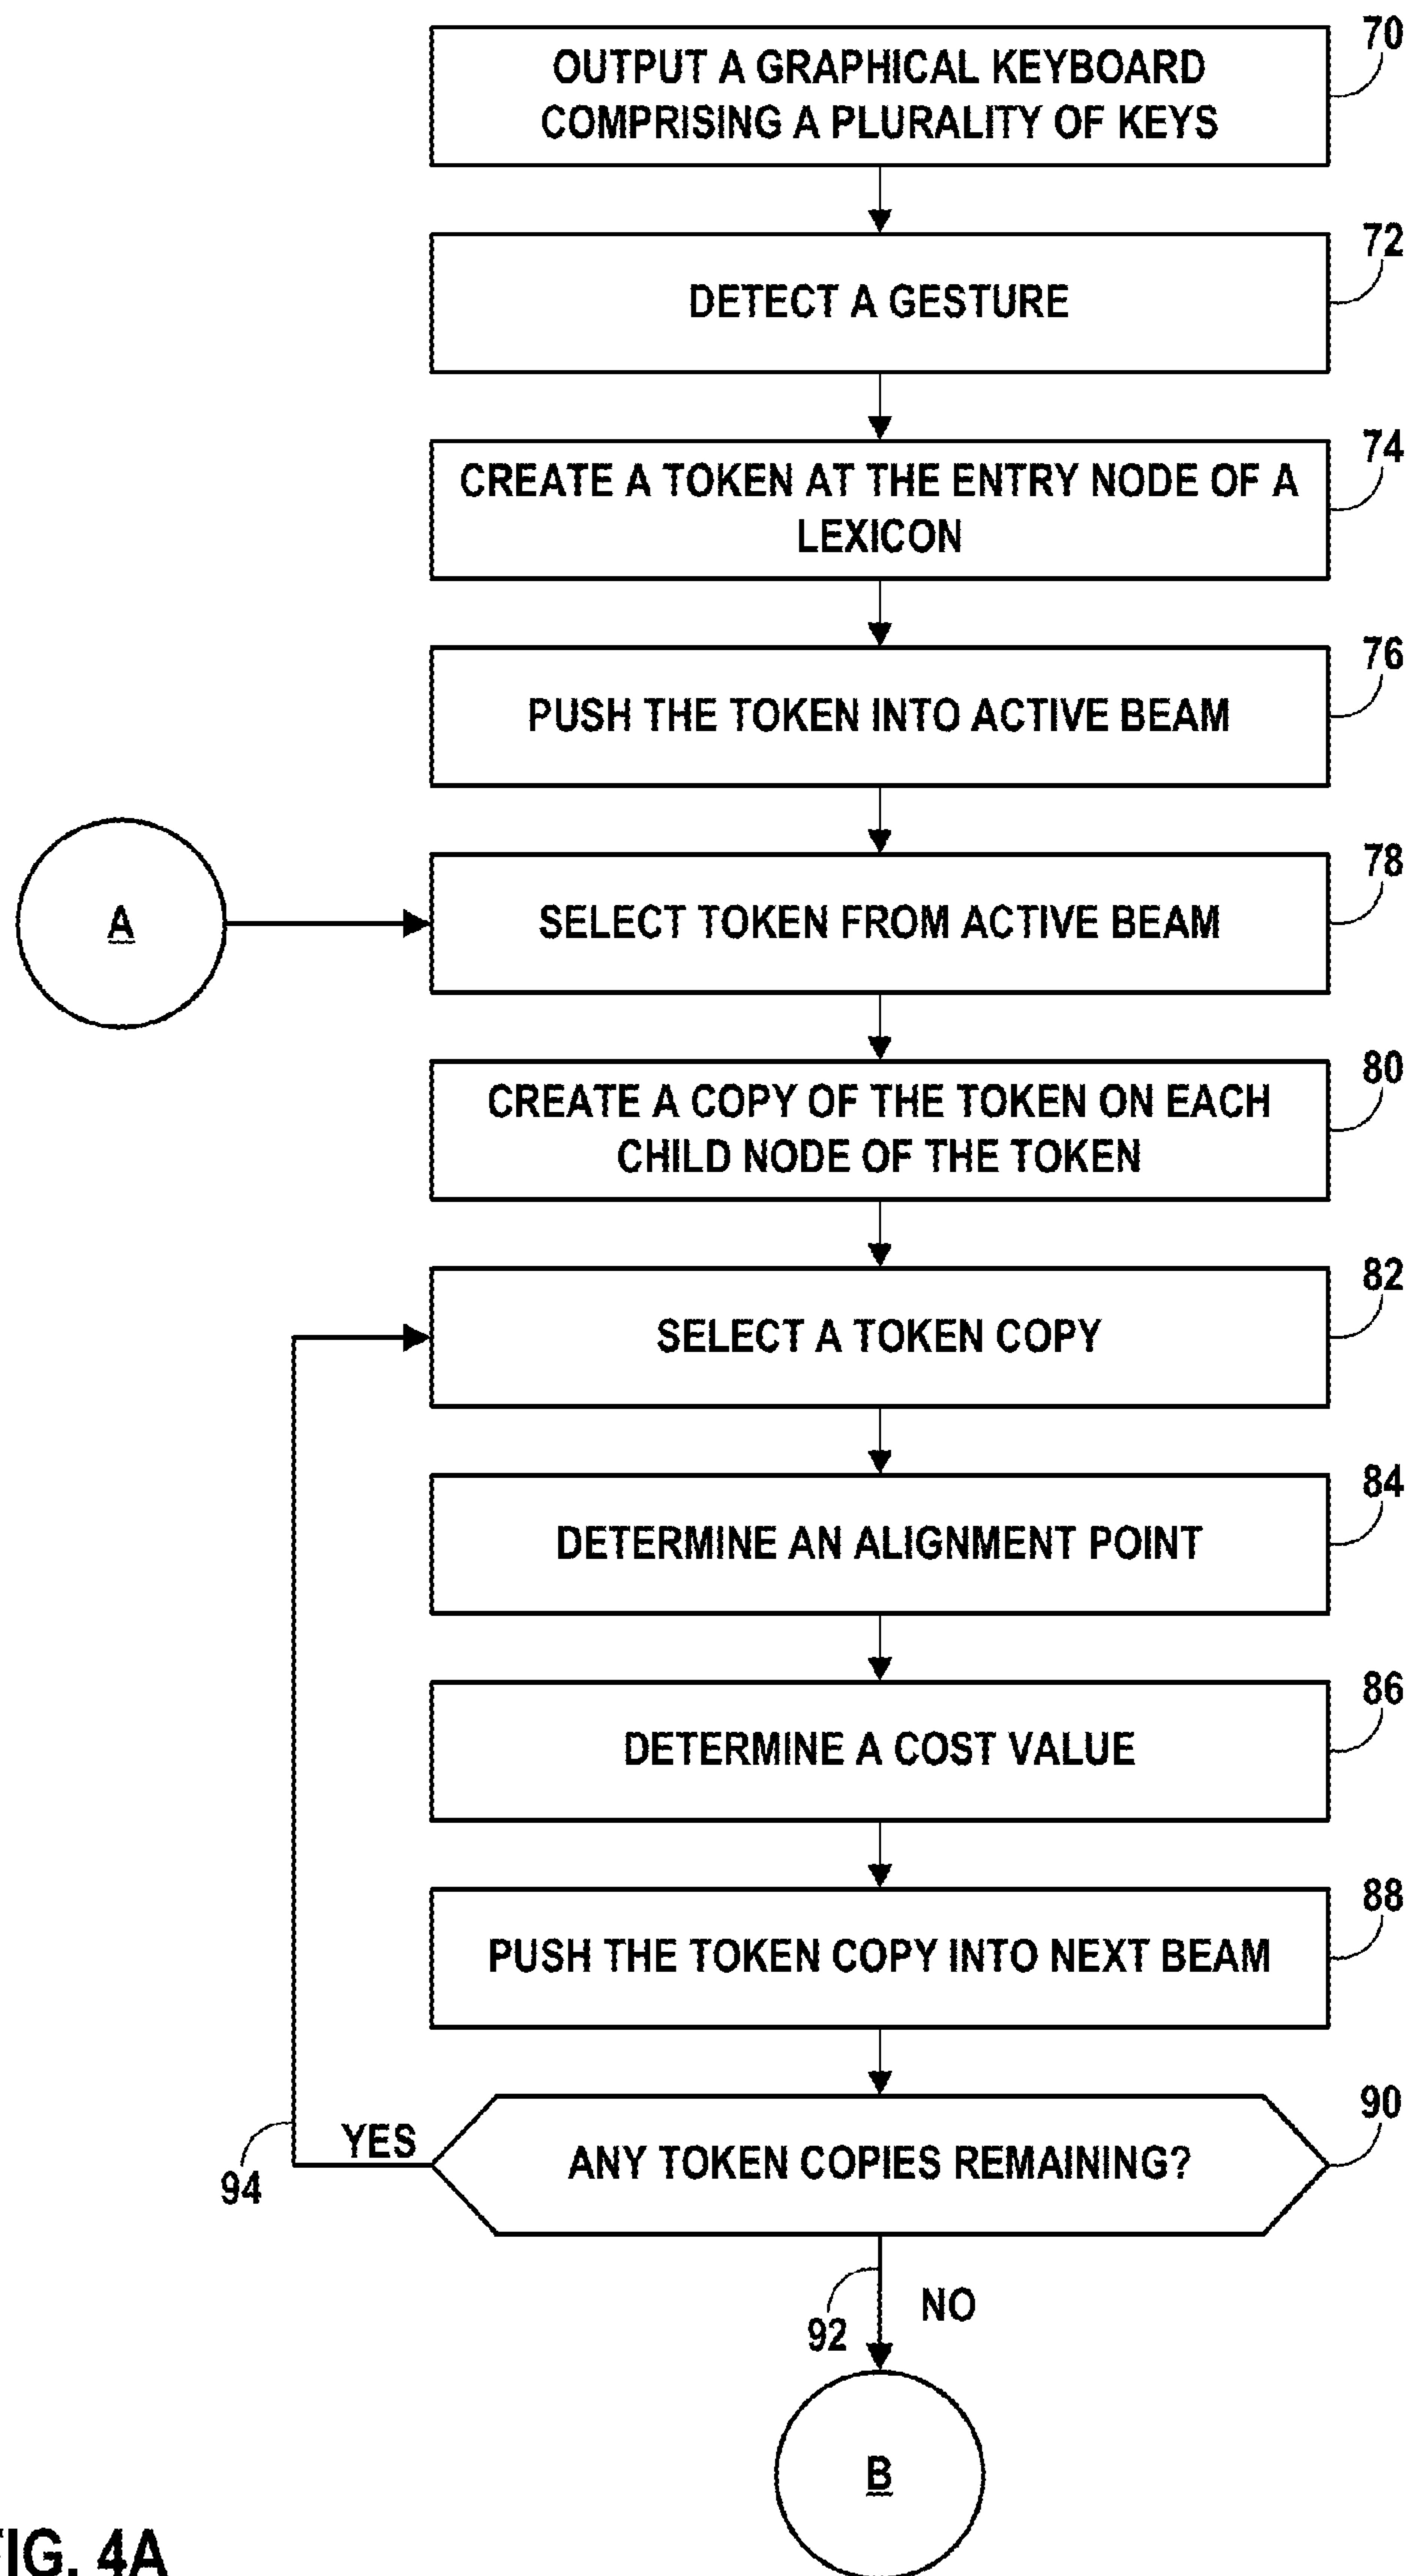 70
OUTPUT A GRAPHICAL KEYBOARD
COMPRISING A PLURALITY OF KEYS
72
DETECT A GESTURE
74
CREATE A TOKEN AT THE ENTRY NODE OF A
LEXICON
76
PUSH THE TOKEN INTO ACTIVE BEAM
78
A
SELECT TOKEN FROM ACTIVE BEAM
80
CREATE A COPY OF THE TOKEN ON EACH
CHILD NODE OF THE TOKEN
82
SELECT A TOKEN COPY
84
DETERMINE AN ALIGNMENT POINT
86
DETERMINE A COST VALUE
88
PUSH THE TOKEN COPY INTO NEXT BEAM
90
YES
ANY TOKEN COPIES REMAINING?
94
NO
92
B
FIG. 4A